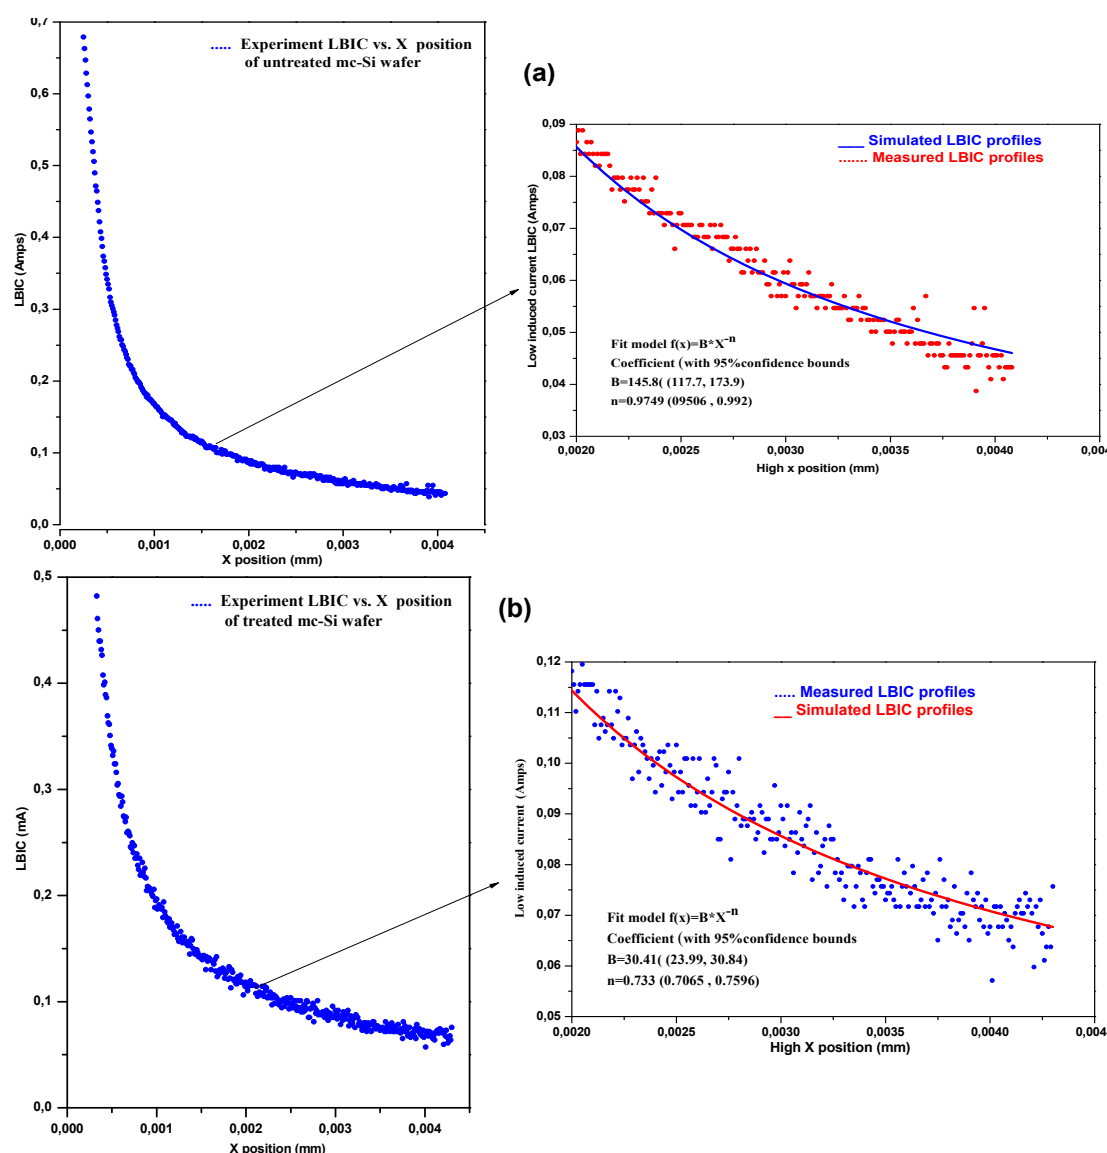 0,7
0,6
0,5
0,4
0,3
0,2
0,1
0,0
LBIC (Amps)
..... Experiment LBIC vs. X position
of untreated mc-Si wafer
0,000 0,001 0,002 0,003 0,004
X position (mm)
(a)
0,09
0,08
0,07
0,06
0,05
0,04
0,03
Low induced current LBIC (Amps)
___ Simulated LBIC profiles
....... Measured LBIC profiles
Fit model f(x)=B*X-n
Coefficient (with 95%confidence bounds
B=145.8( (117.7, 173.9)
n=0.9749 (09506 , 0.992)
0,0020 0,0025 0,0030 0,0035 0,0040 0,004
High x position (mm)
0,5
0,4
0,3
0,2
0,1
0,0
LBIC (mA)
..... Experiment LBIC vs. X position
of treated mc-Si wafer
0,000 0,001 0,002 0,003 0,004
X position (mm)
(b)
0,12
0,11
0,10
0,09
0,08
0,07
0,06
0,05
Low induced current (Amps)
..... Measured LBIC profiles
__ Simulated LBIC profiles
Fit model f(x)=B*X-n
Coefficient (with 95%confidence bounds
B=30.41( (23.99, 30.84)
n=0.733 (0.7065 , 0.7596)
0,0020 0,0025 0,0030 0,0035 0,0040 0,004
High X position (mm)